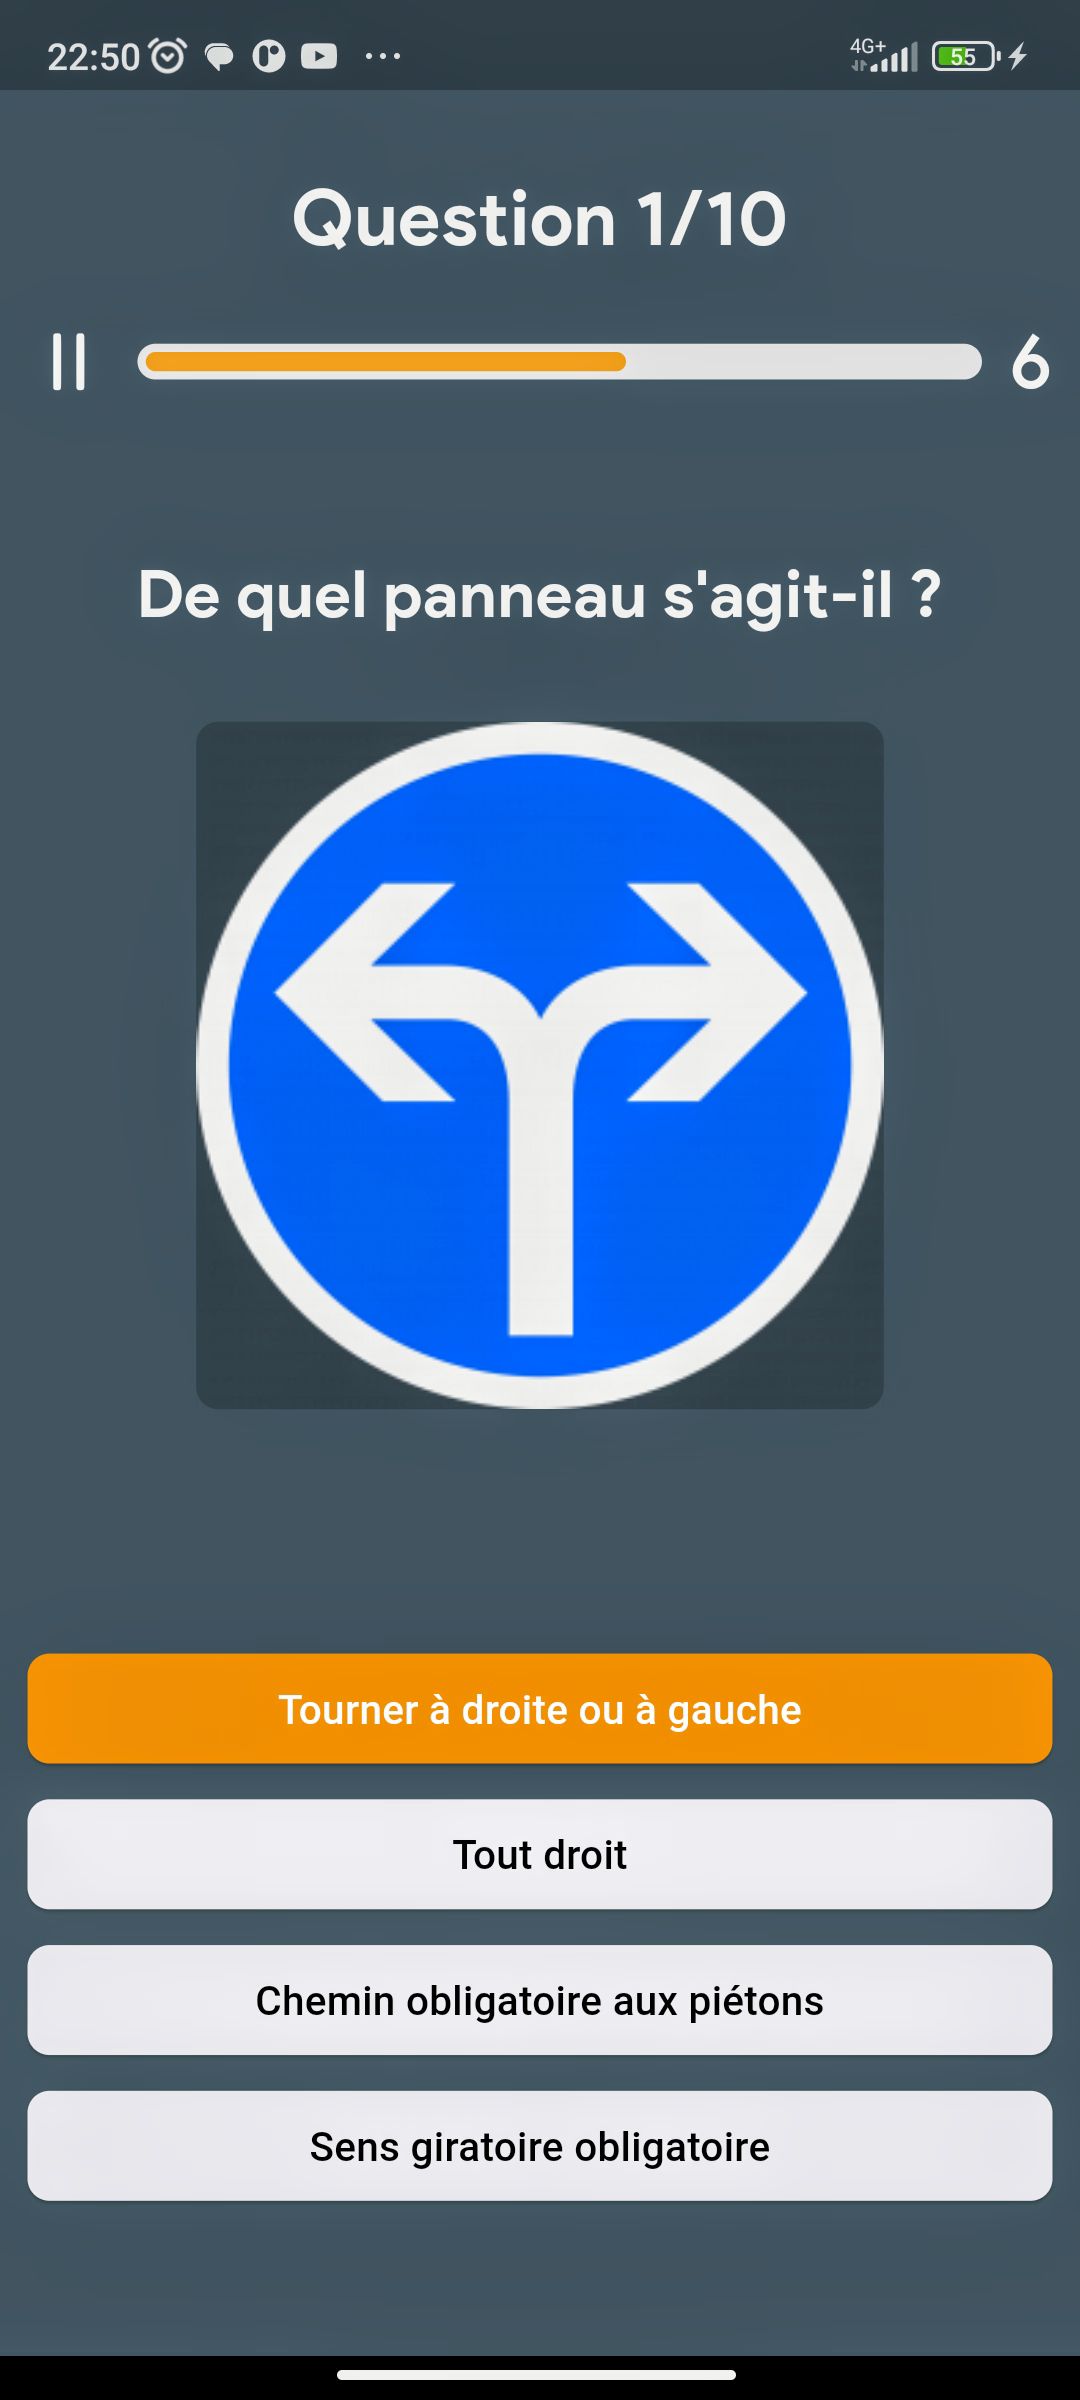 22:50
4G+
55
Question 1/10
6
De quel panneau s'agit-il ?
Tourner à droite ou à gauche
Tout droit
Chemin obligatoire aux piétons
Sens giratoire obligatoire